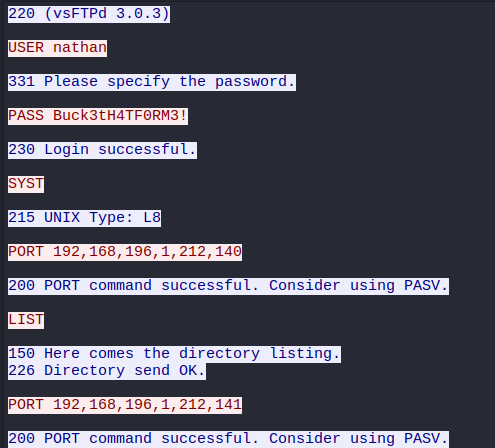 220 (vsFTPd 3.0.3)
USER nathan
331 Please specify the password.
PASS Buck3tH4TF0RM3!
230 Login successful.
SYST
215 UNIX Type: L8
PORT 192,168,196,1,212,140
200 PORT command successful. Consider using PASV.
LIST
150 Here comes the directory listing.
226 Directory send OK.
PORT 192,168,196,1,212,141
200 PORT command successful. Consider using PASV.